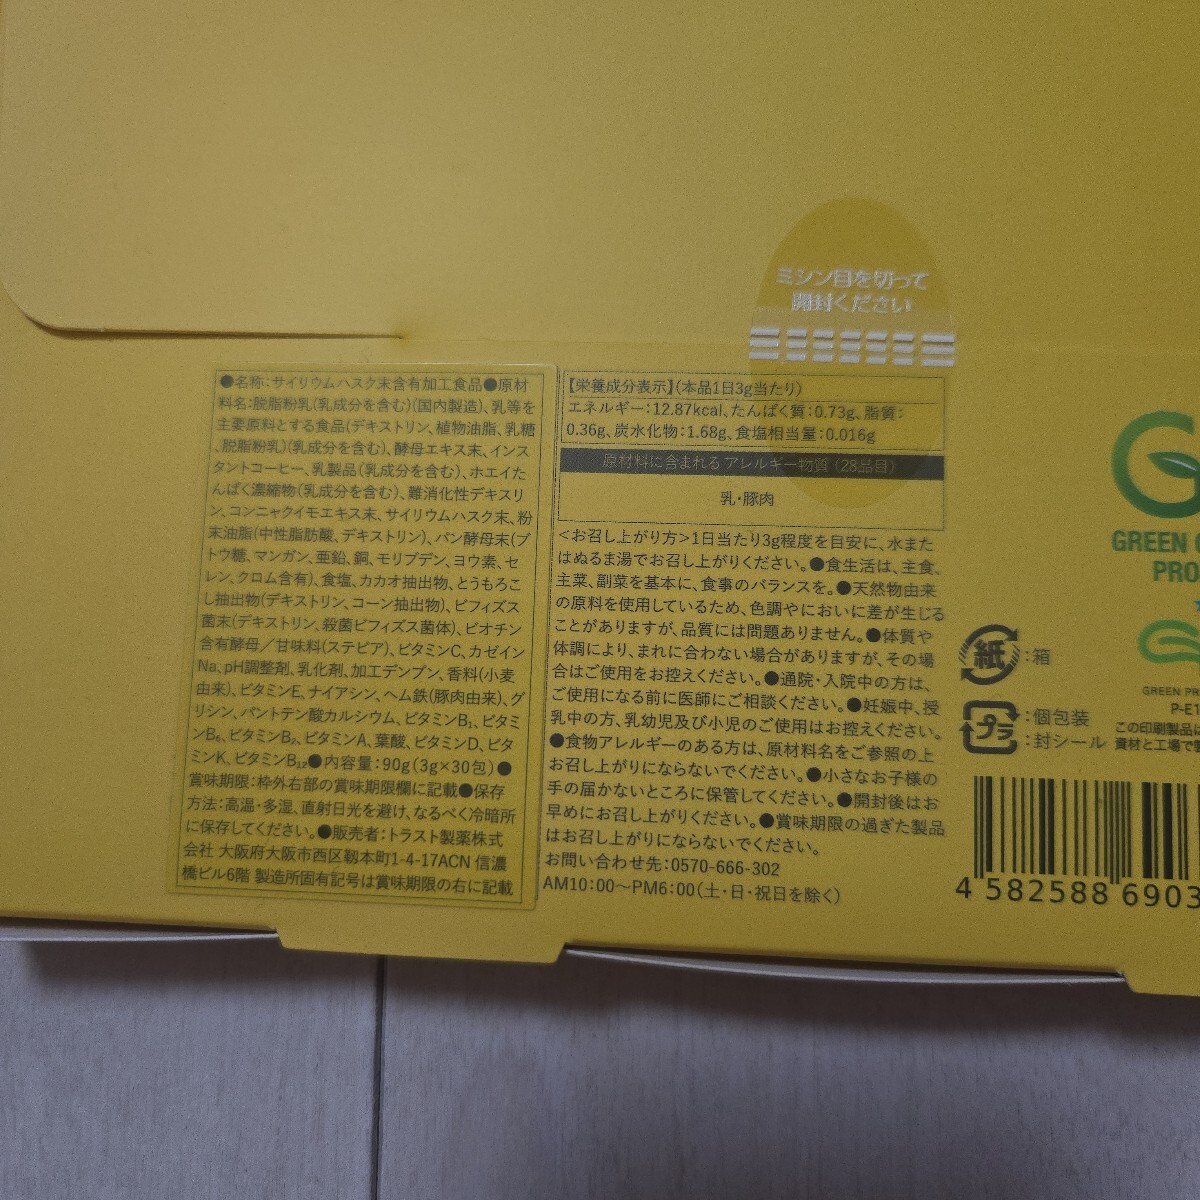 ミシン目を切って
開封ください
●名称:サイリウムハスク末含有加工食品●原材
料名:脱脂粉乳(乳成分を含む)(国内製造)、乳等を
主要原料とする食品(デキストリン、植物油脂、乳糖
、脱脂粉乳)(乳成分を含む)、酵母エキス末、インス
タントコーヒー、乳製品(乳成分を含む)、ホエイた
んぱく濃縮物(乳成分を含む)、難消化性デキスリ
ン、コンニャクイモエキス末、サイリウムハスク末、粉
末油脂(中性脂肪酸、デキストリン)、パン酵母末(ブ
トウ糖、マンガン、亜鉛、銅、モリブデン、ヨウ素、セ
レン、クロム含有)、食塩、カカオ抽出物、とうもろこ
し抽出物(デキストリン、コーン抽出物)、ビフィズス
菌末(デキストリン、殺菌ビフィズス菌体)、ビオチン
含有酵母/甘味料(ステビア)、ビタミンC、カゼイン
Na、pH調整剤、乳化剤、加工デンプン、香料(小麦
由来)、ビタミンE、ナイアシン、ヘム鉄(豚肉由来)、グ
リシン、パントテン酸カルシウム、ビタミンB₁、ビタミ
ンB₆、ビタミンB₂、ビタミンA、葉酸、ビタミンD、ビタ
ミンK、ビタミンB₁₂●内容量:90g(3g×30包)●
賞味期限:枠外右部の賞味期限欄に記載●保存
方法:高温・多湿、直射日光を避け、なるべく冷暗所
に保存してください。●販売者:トラスト製薬株式
会社 大阪府大阪市西区靱本町1-4-17ACN 信濃
橋ビル6階 製造所固有記号は賞味期限の右に記載
【栄養成分表示】(本品1日3g当たり)
エネルギー:12.87kcal、たんぱく質:0.73g、脂質:
0.36g、炭水化物:1.68g、食塩相当量:0.016g
原材料に含まれるアレルギー物質(28品目)
乳・豚肉
<お召し上がり方>1日当たり3g程度を目安に、水また
はぬるま湯でお召し上がりください。●食生活は、主食、
主菜、副菜を基本に、食事のバランスを。●天然物由来
の原料を使用しているため、色調やにおいに差が生じる
ことがありますが、品質には問題ありません。●体質や
体調により、まれに合わない場合がありますが、その場
合はご使用をお控えください。●通院・入院中の方は、
ご使用になる前に医師にご相談ください。●妊娠中、授
乳中の方、乳幼児及び小児のご使用はお控えください。
●食物アレルギーのある方は、原材料名をご参照の上
お召し上がりにならないでください。●小さなお子様の
手の届かないところに保管してください。●開封後はお
早めにお召し上がりください。●賞味期限の過ぎた製品
はお召し上がりにならないでください。
お問い合わせ先:0570-666-302
AM10:00〜PM6:00(土・日・祝日を除く)
紙:箱
プラ:個包装
:封シール
GREEN
PRO
GREEN PR
P-E1
この印刷製品は
資材と工場で
4 582588 6903